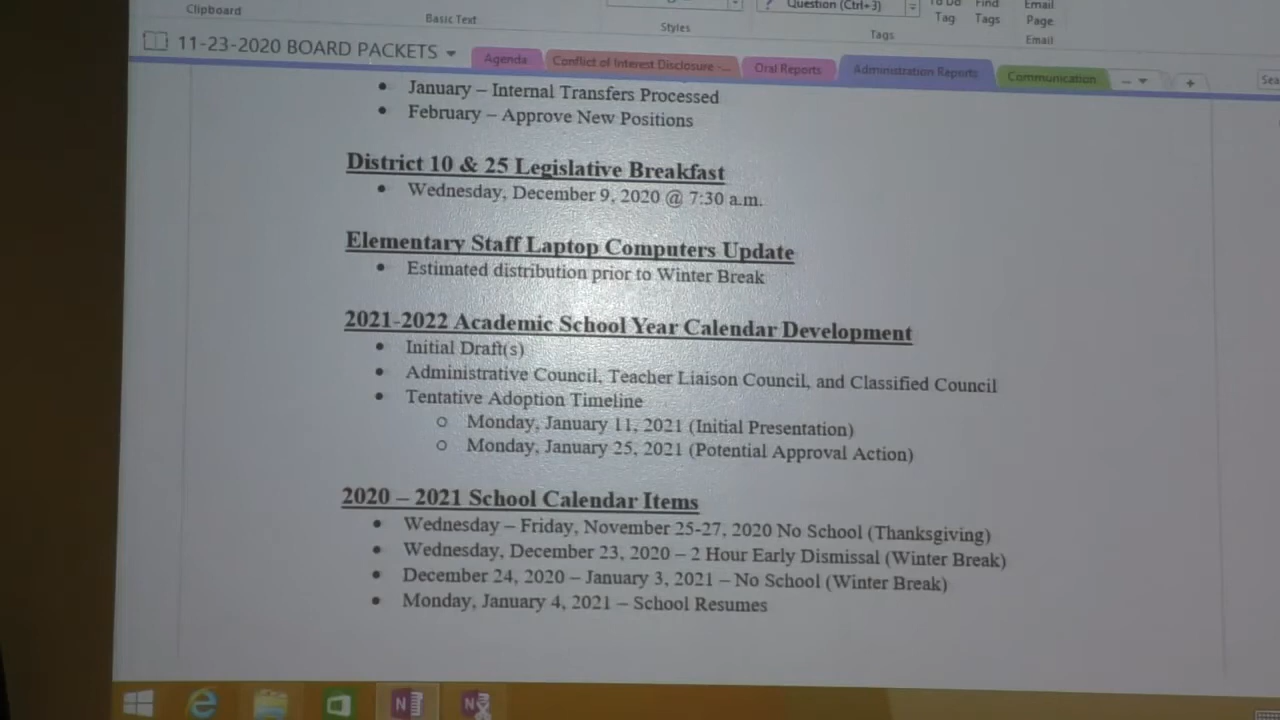 Clipboard
Basic Text
Styles
Question (Ctrl+3)
To Do
Tag
Find
Tags
Tags
Email
Page
Email
11-23-2020 BOARD PACKETS
Agenda
Conflict of Interest Disclosure -...
Oral Reports
Administration Reports
Communication
Sea
• January – Internal Transfers Processed
• February – Approve New Positions
District 10 & 25 Legislative Breakfast
• Wednesday, December 9, 2020 @ 7:30 a.m.
Elementary Staff Laptop Computers Update
• Estimated distribution prior to Winter Break
2021-2022 Academic School Year Calendar Development
• Initial Draft(s)
• Administrative Council, Teacher Liaison Council, and Classified Council
• Tentative Adoption Timeline
o Monday, January 11, 2021 (Initial Presentation)
o Monday, January 25, 2021 (Potential Approval Action)
2020 – 2021 School Calendar Items
• Wednesday – Friday, November 25-27, 2020 No School (Thanksgiving)
• Wednesday, December 23, 2020 – 2 Hour Early Dismissal (Winter Break)
• December 24, 2020 – January 3, 2021 – No School (Winter Break)
• Monday, January 4, 2021 – School Resumes